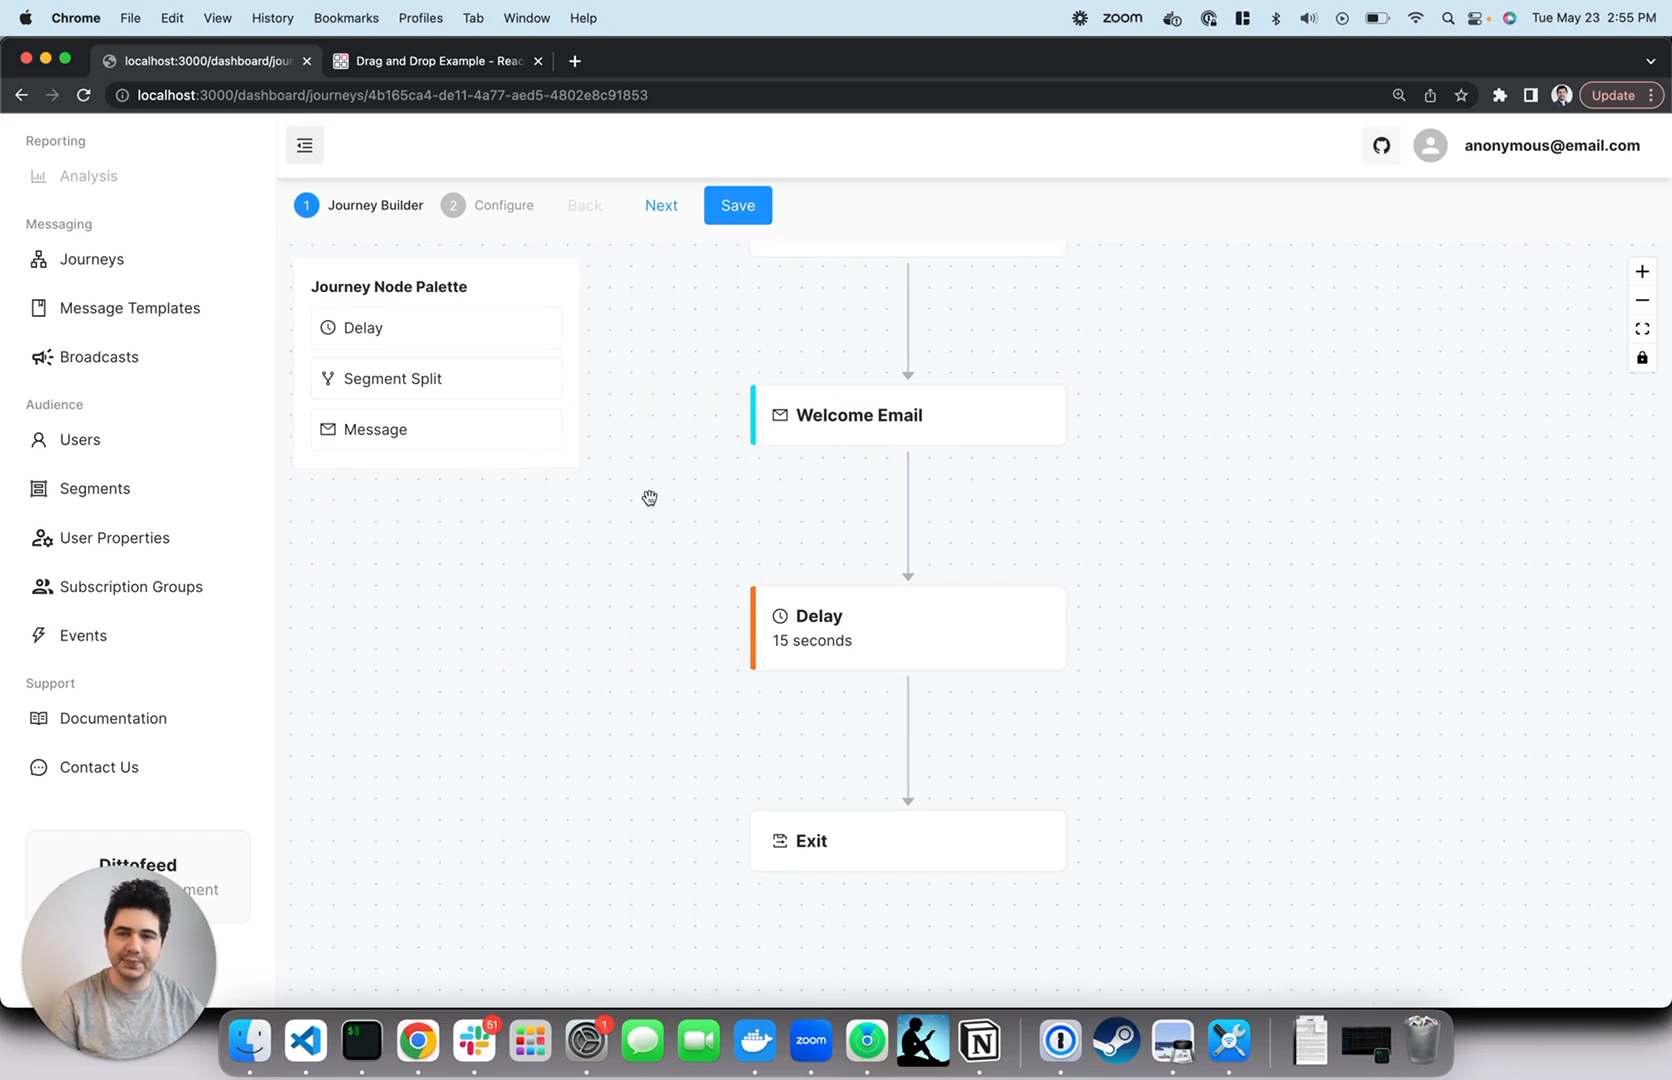 Chrome File Edit View History Bookmarks Profiles Tab Window Help
zoom
Tue May 23 2:55 PM
localhost:3000/dashboard/jour
Drag and Drop Example - Reac
localhost:3000/dashboard/journeys/4b165ca4-de11-4a77-aed5-4802e8c91853
Update
Reporting
Analysis
Messaging
Journeys
Message Templates
Broadcasts
Audience
Users
Segments
User Properties
Subscription Groups
Events
Support
Documentation
Contact Us
Dittofeed
ment
anonymous@email.com
1 Journey Builder 2 Configure Back Next Save
Journey Node Palette
Delay
Segment Split
Message
Welcome Email
Delay
15 seconds
Exit
51
1
zoom